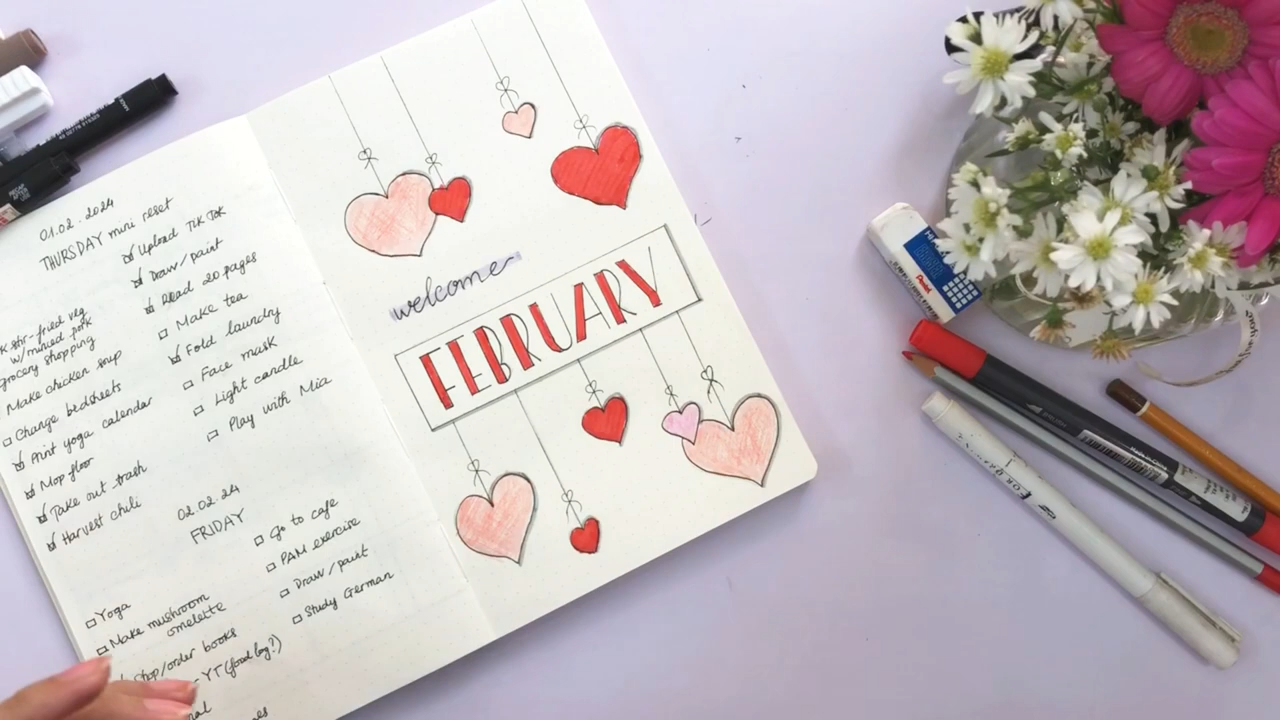 01.02.2024
THURSDAY mini reset
stir-fried veg
w/minced pork
grocery shopping
Make chicken soup
Change bedsheets
Print yoga calendar
Mop floor
Take out trash
Harvest chili
Upload Tik Tok
Draw/paint
Read 20 pages
Make tea
Fold laundry
Face mask
Light candle
Play with Mia
02.02.24
FRIDAY
Yoga
Make mushroom
omelette
shop/order books
YT (food log?)
Go to cafe
PAM exercise
Draw/paint
Study German
welcome
FEBRUARY
Pentel